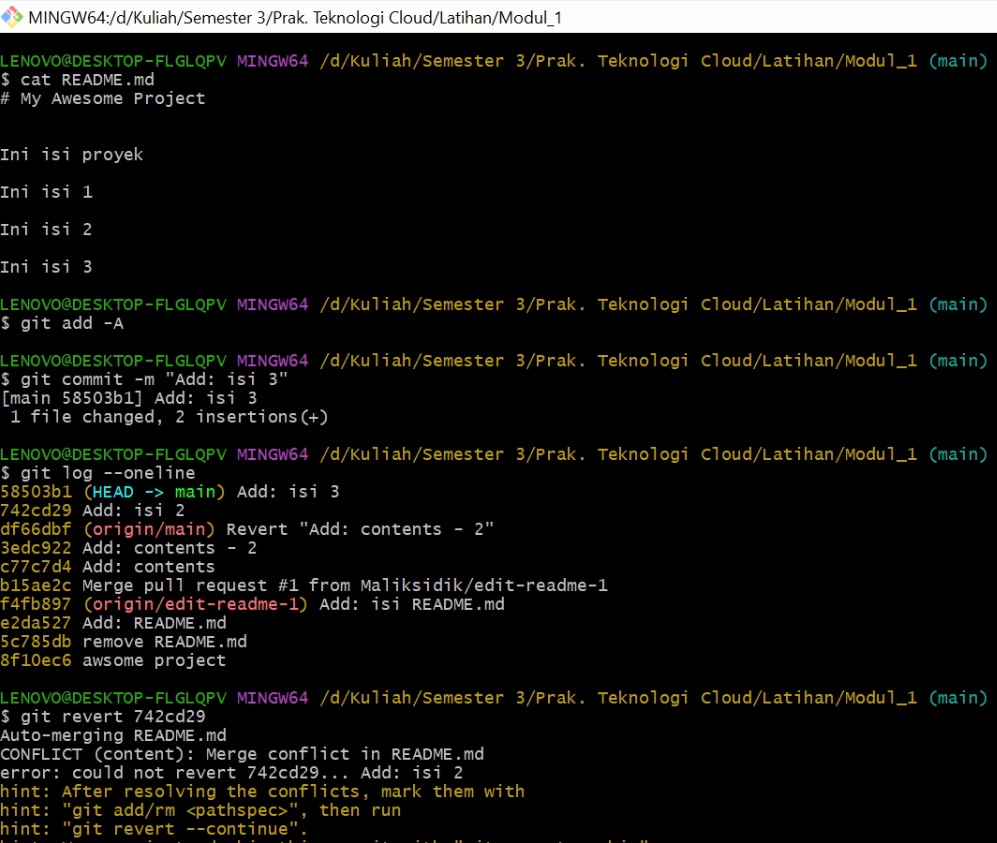 MINGW64:/d/Kuliah/Semester 3/Prak. Teknologi Cloud/Latihan/Modul_1
LENOVO@DESKTOP-FLGLQPV MINGW64 /d/Kuliah/Semester 3/Prak. Teknologi Cloud/Latihan/Modul_1 (main)
$ cat README.md
# My Awesome Project
Ini isi proyek
Ini isi 1
Ini isi 2
Ini isi 3
LENOVO@DESKTOP-FLGLQPV MINGW64 /d/Kuliah/Semester 3/Prak. Teknologi Cloud/Latihan/Modul_1 (main)
$ git add -A
LENOVO@DESKTOP-FLGLQPV MINGW64 /d/Kuliah/Semester 3/Prak. Teknologi Cloud/Latihan/Modul_1 (main)
$ git commit -m "Add: isi 3"
[main 58503b1] Add: isi 3
 1 file changed, 2 insertions(+)
LENOVO@DESKTOP-FLGLQPV MINGW64 /d/Kuliah/Semester 3/Prak. Teknologi Cloud/Latihan/Modul_1 (main)
$ git log --oneline
58503b1 (HEAD -> main) Add: isi 3
742cd29 Add: isi 2
df66dbf (origin/main) Revert "Add: contents - 2"
3edc922 Add: contents - 2
c77c7d4 Add: contents
b15ae2c Merge pull request #1 from Maliksidik/edit-readme-1
f4fb897 (origin/edit-readme-1) Add: isi README.md
e2da527 Add: README.md
5c785db remove README.md
8f10ec6 awsome project
LENOVO@DESKTOP-FLGLQPV MINGW64 /d/Kuliah/Semester 3/Prak. Teknologi Cloud/Latihan/Modul_1 (main)
$ git revert 742cd29
Auto-merging README.md
CONFLICT (content): Merge conflict in README.md
error: could not revert 742cd29... Add: isi 2
hint: After resolving the conflicts, mark them with
hint: "git add/rm <pathspec>", then run
hint: "git revert --continue".